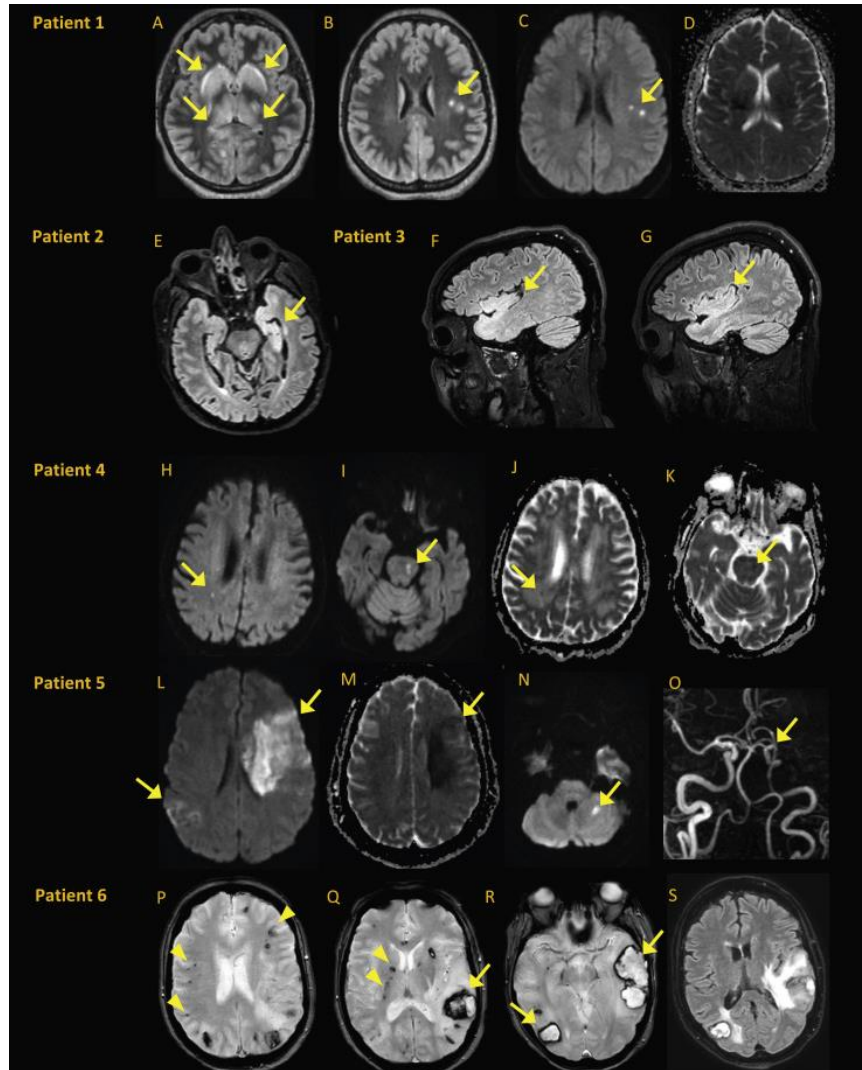 Patient 1 A B C D
Patient 2 E Patient 3 F G
Patient 4 H I J K
Patient 5 L M N O
Patient 6 P Q R S